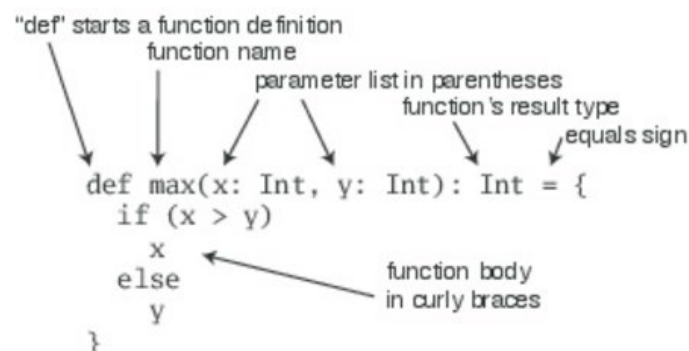 “def” starts a function definition
function name
parameter list in parentheses
function’s result type
equals sign
def max(x: Int, y: Int): Int = {
if (x > y)
x
else
y
}
function body
in curly braces